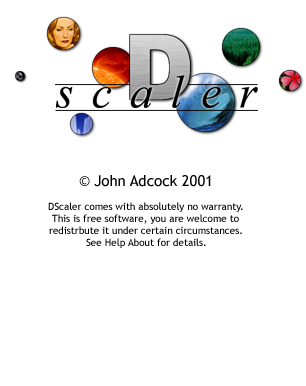 D
scaler
© John Adcock 2001
DScaler comes with absolutely no warranty.
This is free software, you are welcome to
redistrbute it under certain circumstances.
See Help About for details.